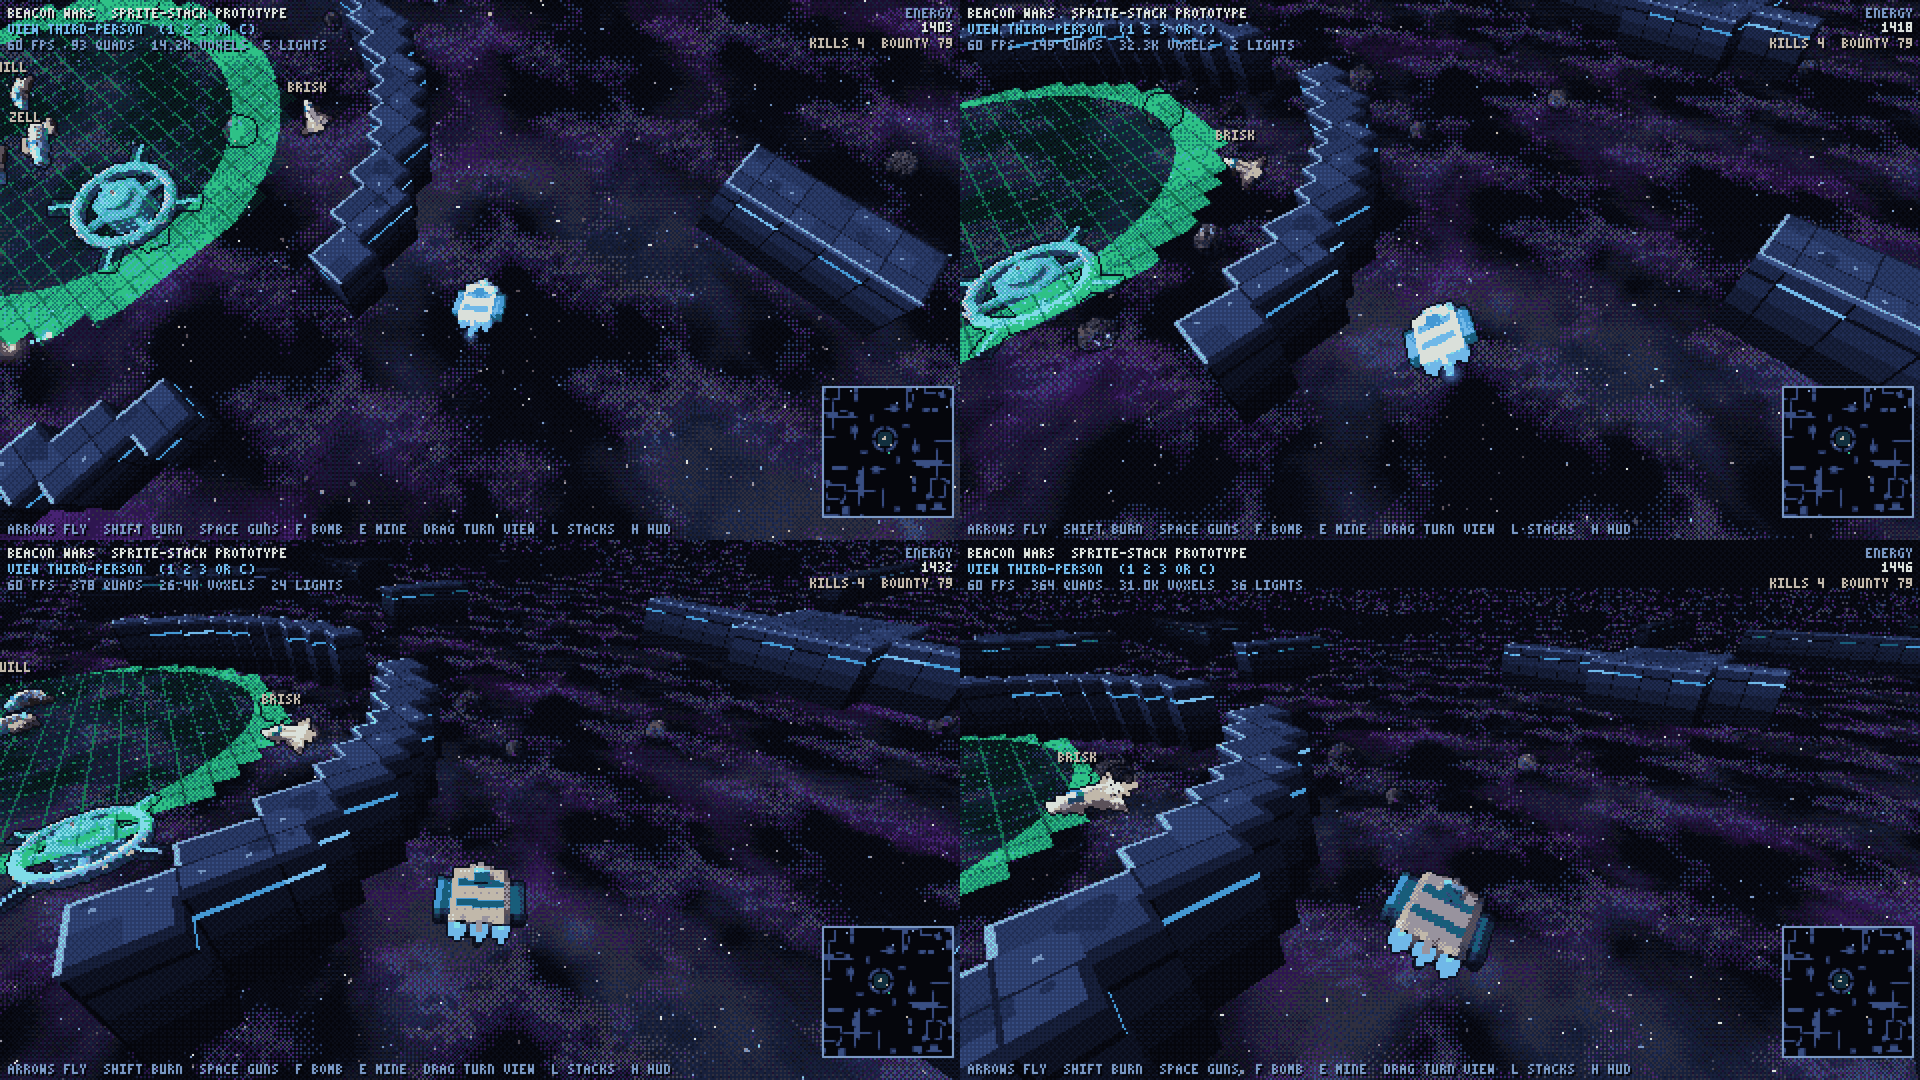 BEACON WARS SPRITE-STACK PROTOTYPE
VIEW THIRD-PERSON (1 2 3 OR C)
60 FPS 93 QUADS 14.2K VOXELS 5 LIGHTS
ENERGY
1403
KILLS 4 BOUNTY 79
BRISK
ZELL
ARROWS FLY SHIFT BURN SPACE GUNS F BOMB E MINE DRAG TURN VIEW L STACKS H HUD
BEACON WARS SPRITE-STACK PROTOTYPE
VIEW THIRD-PERSON (1 2 3 OR C)
60 FPS 149 QUADS 32.3K VOXELS 2 LIGHTS
ENERGY
1418
KILLS 4 BOUNTY 79
BRISK
ARROWS FLY SHIFT BURN SPACE GUNS F BOMB E MINE DRAG TURN VIEW L STACKS H HUD
BEACON WARS SPRITE-STACK PROTOTYPE
VIEW THIRD-PERSON (1 2 3 OR C)
60 FPS 378 QUADS 26.4K VOXELS 24 LIGHTS
ENERGY
1432
KILLS 4 BOUNTY 79
UILL
BRISK
ARROWS FLY SHIFT BURN SPACE GUNS F BOMB E MINE DRAG TURN VIEW L STACKS H HUD
BEACON WARS SPRITE-STACK PROTOTYPE
VIEW THIRD-PERSON (1 2 3 OR C)
60 FPS 364 QUADS 31.0K VOXELS 36 LIGHTS
ENERGY
1446
KILLS 4 BOUNTY 79
BRISK
ARROWS FLY SHIFT BURN SPACE GUNS F BOMB E MINE DRAG TURN VIEW L STACKS H HUD